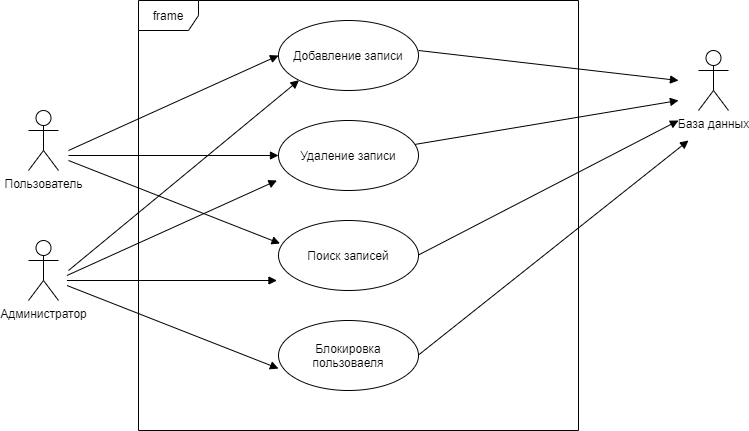 frame
Добавление записи
База данных
Удаление записи
Пользователь
Поиск записей
Администратор
Блокировка
пользоваеля